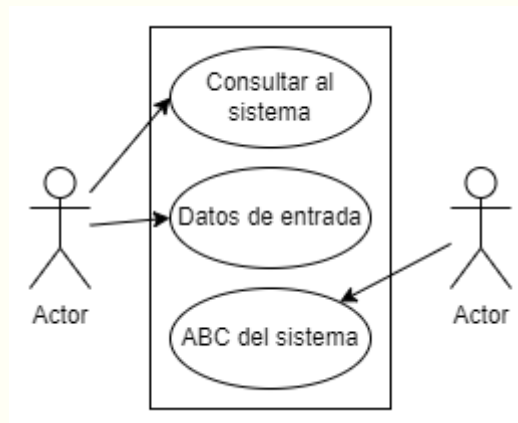 Consultar al
sistema
Datos de entrada
Actor
Actor
ABC del sistema